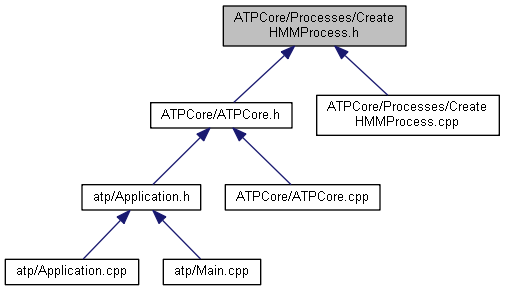 ATPCore/Processes/Create
HMMProcess.h
ATPCore/ATPCore.h
ATPCore/Processes/Create
HMMProcess.cpp
atp/Application.h
ATPCore/ATPCore.cpp
atp/Application.cpp
atp/Main.cpp